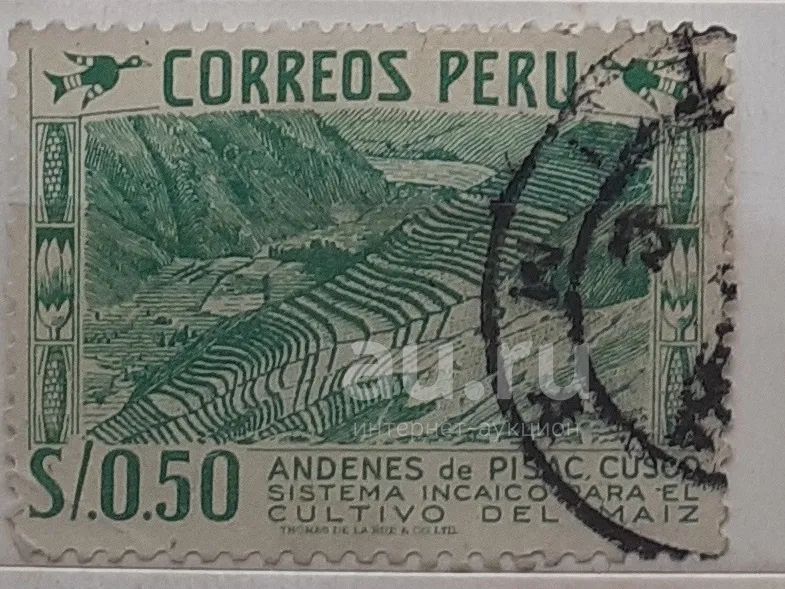 CORREOS PERU
au.ru
интернет-аукцион
S/.0.50
ANDENES de PISAC, CUSCO
SISTEMA INCAICO PARA EL
CULTIVO DEL MAIZ
THOMAS DE LA RUE & CO. LTD.